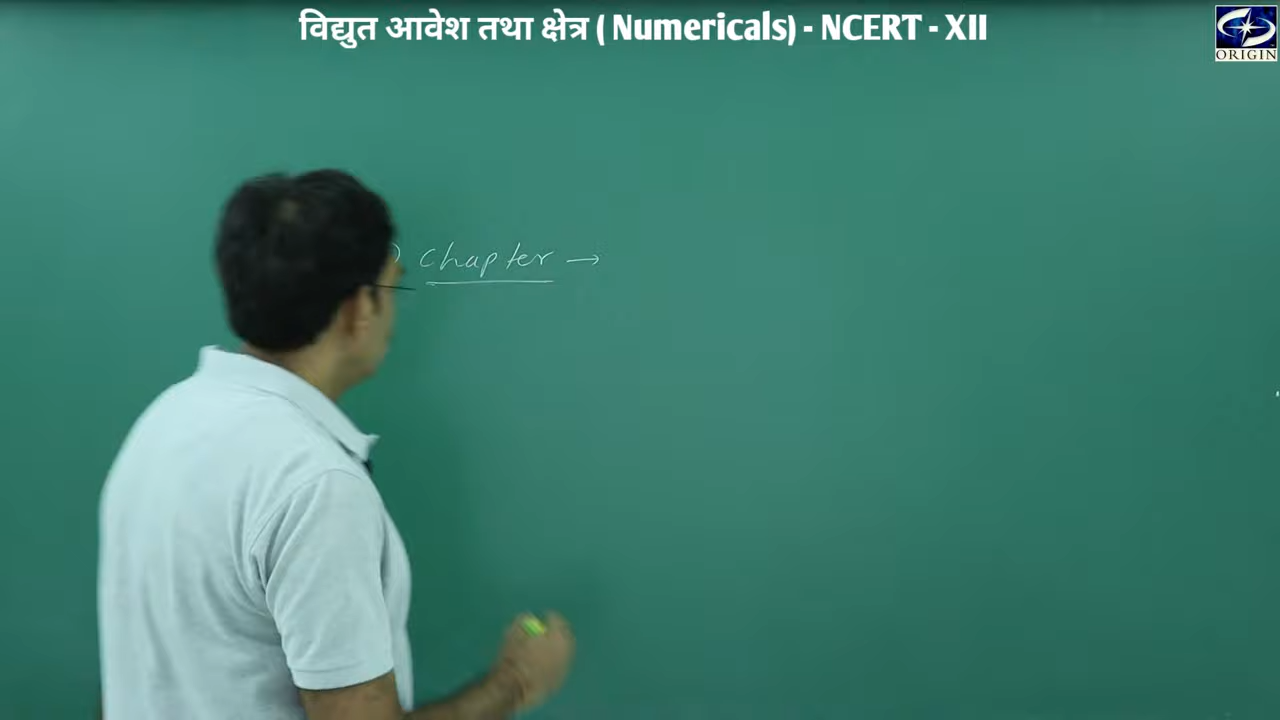 विद्युत आवेश तथा क्षेत्र ( Numericals) - NCERT - XII
ORIGIN
) Chapter →